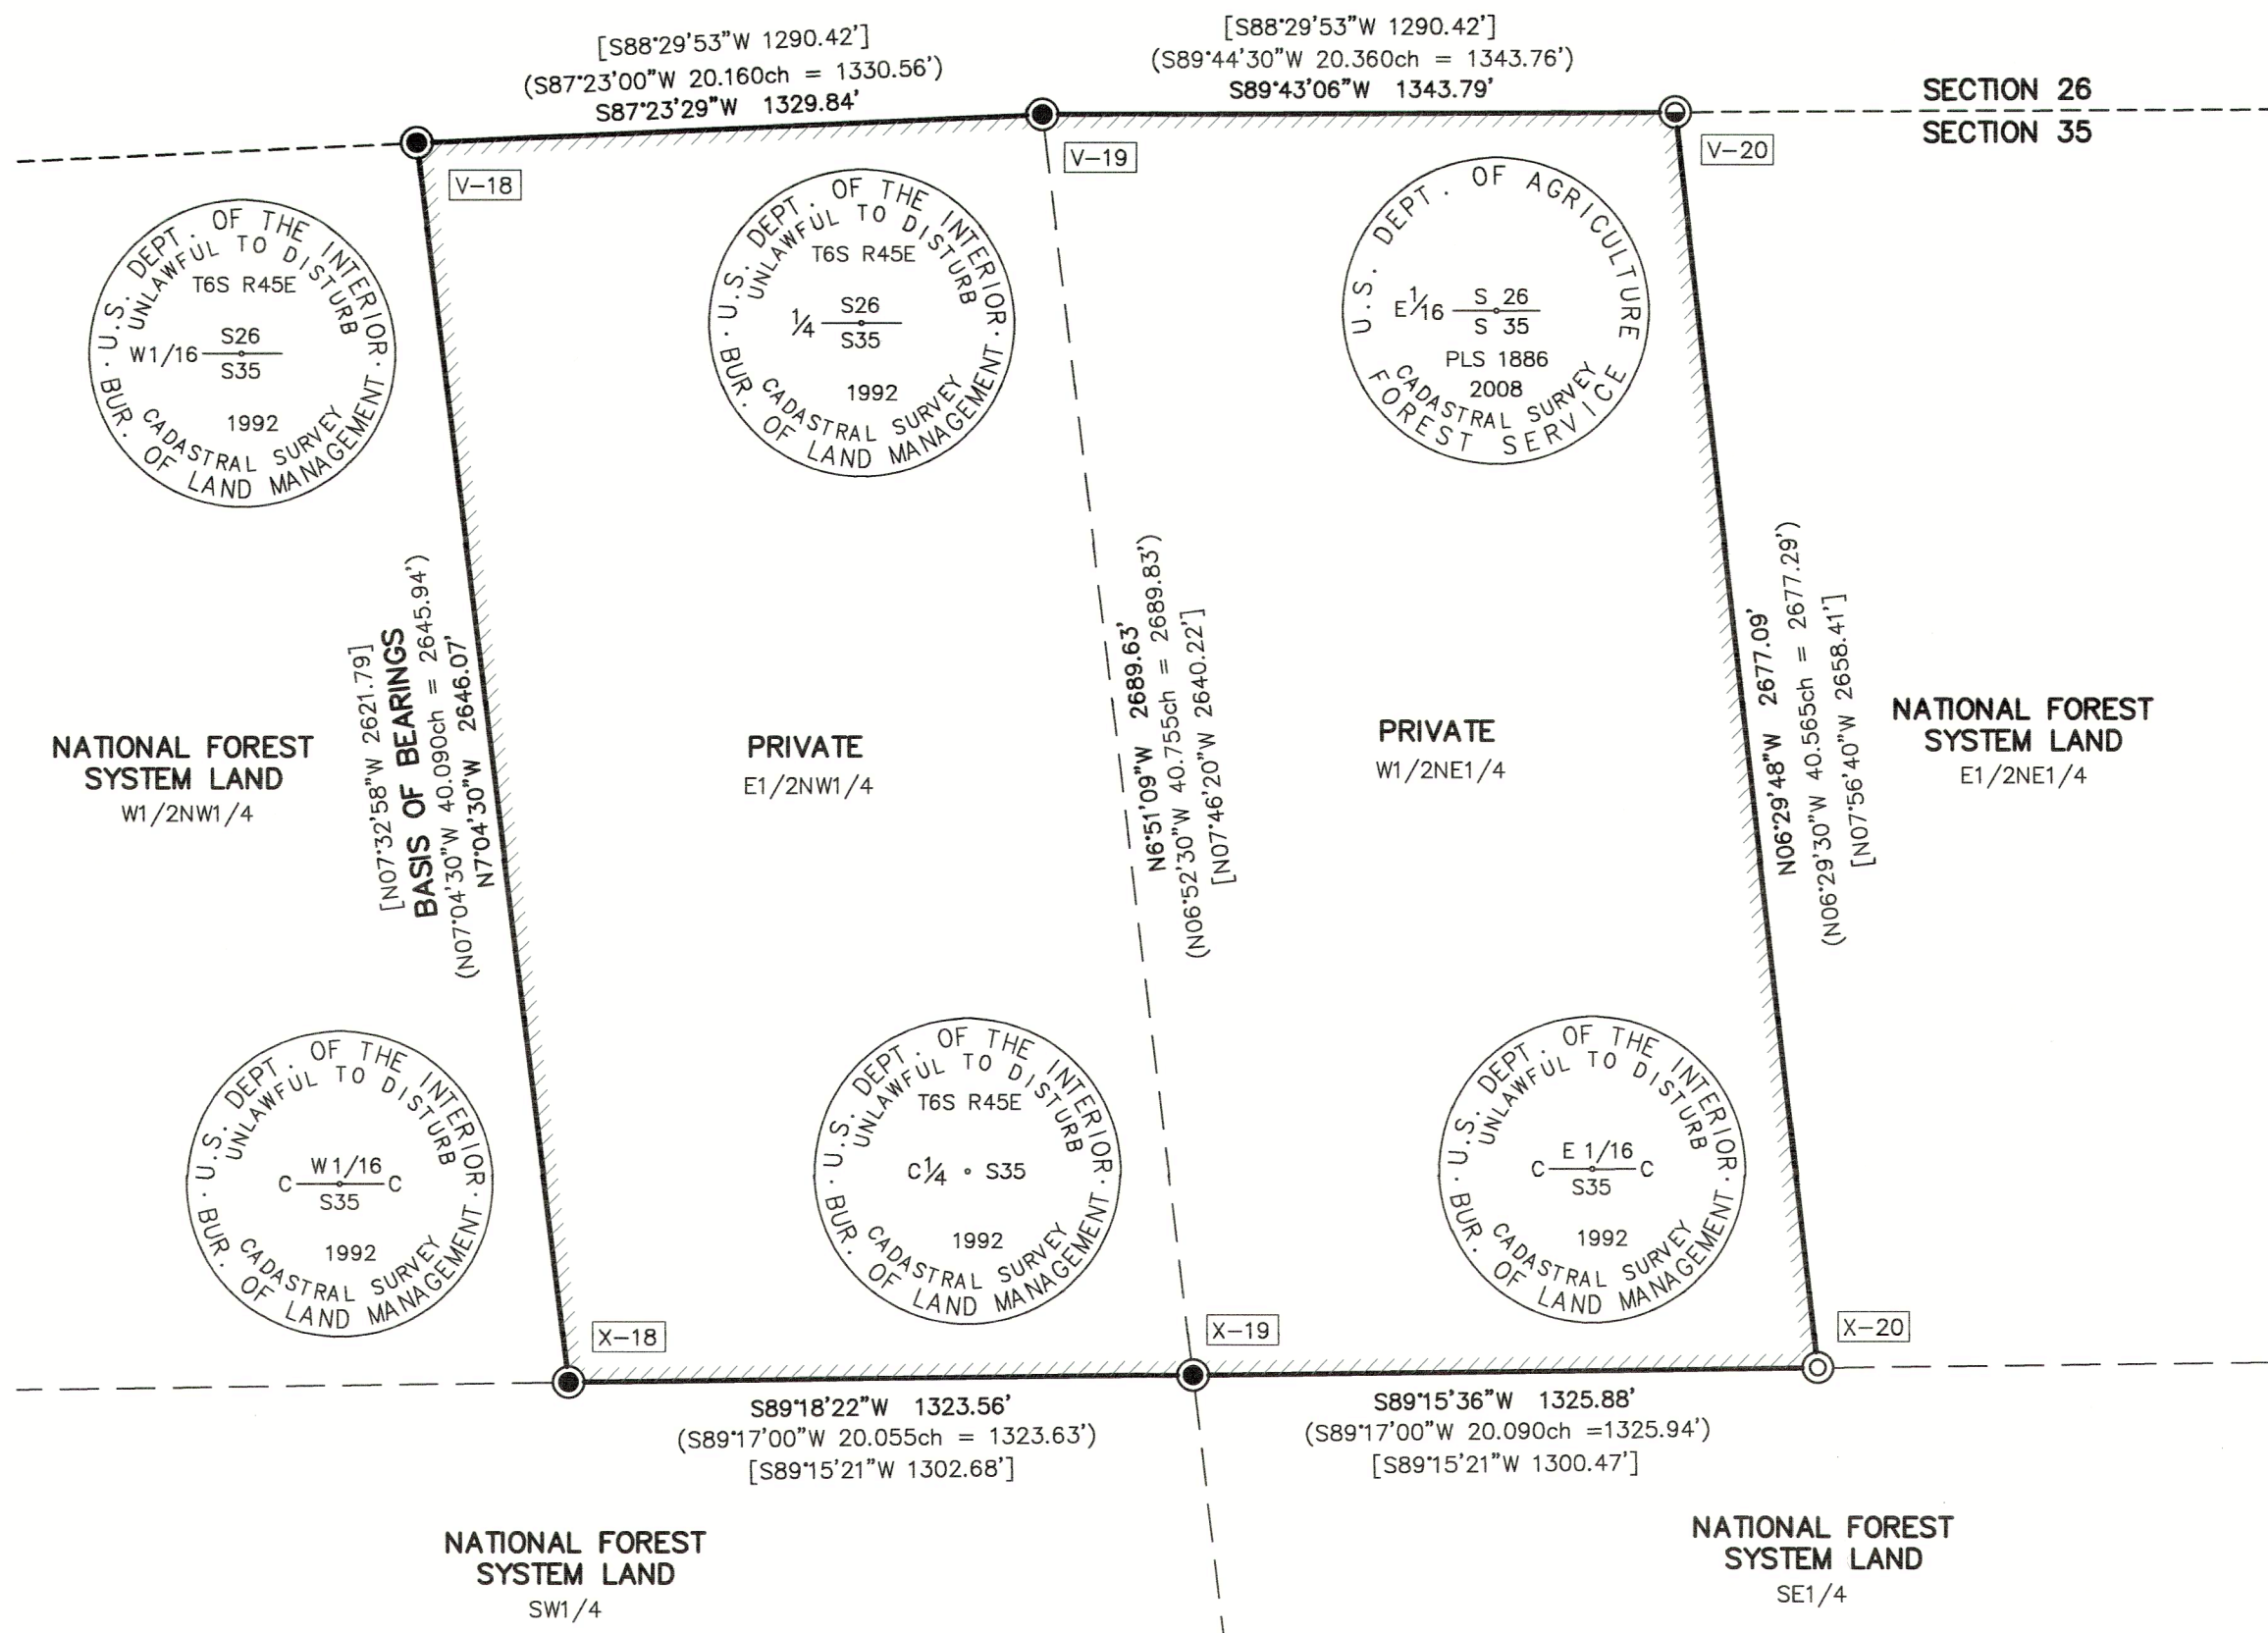 [S88°29'53"W 1290.42']
(S87°23'00"W 20.160ch = 1330.56')
S87°23'29"W 1329.84'
[S88°29'53"W 1290.42']
(S89°44'30"W 20.360ch = 1343.76')
S89°43'06"W 1343.79'
SECTION 26
SECTION 35
V-18
V-19
V-20
U.S. DEPT. OF THE INTERIOR
UNLAWFUL TO DISTURB
T6S R45E
W1/16
S26
S35
1992
CADASTRAL SURVEY
BUR. OF LAND MANAGEMENT
U.S. DEPT. OF THE INTERIOR
UNLAWFUL TO DISTURB
T6S R45E
1/4
S26
S35
1992
CADASTRAL SURVEY
BUR. OF LAND MANAGEMENT
U.S. DEPT. OF AGRICULTURE
E1/16
S 26
S 35
PLS 1886
2008
CADASTRAL SURVEY
FOREST SERVICE
[N07°32'58"W 2621.79]
BASIS OF BEARINGS
(N07°04'30"W 40.090ch = 2645.94')
N7°04'30"W 2646.07'
N6°51'09"W 2689.63'
(N06°52'30"W 40.755ch = 2689.83')
[N07°46'20"W 2640.22']
N06°29'48"W 2677.09'
(N06°29'30"W 40.565ch = 2677.29')
[N07°56'40"W 2658.41']
NATIONAL FOREST
SYSTEM LAND
W1/2NW1/4
PRIVATE
E1/2NW1/4
PRIVATE
W1/2NE1/4
NATIONAL FOREST
SYSTEM LAND
E1/2NE1/4
U.S. DEPT. OF THE INTERIOR
UNLAWFUL TO DISTURB
W1/16
C C
S35
1992
CADASTRAL SURVEY
BUR. OF LAND MANAGEMENT
U.S. DEPT. OF THE INTERIOR
UNLAWFUL TO DISTURB
T6S R45E
C1/4 S35
1992
CADASTRAL SURVEY
BUR. OF LAND MANAGEMENT
U.S. DEPT. OF THE INTERIOR
UNLAWFUL TO DISTURB
E 1/16
C C
S35
1992
CADASTRAL SURVEY
BUR. OF LAND MANAGEMENT
X-18
X-19
X-20
S89°18'22"W 1323.56'
(S89°17'00"W 20.055ch = 1323.63')
[S89°15'21"W 1302.68']
S89°15'36"W 1325.88'
(S89°17'00"W 20.090ch =1325.94')
[S89°15'21"W 1300.47']
NATIONAL FOREST
SYSTEM LAND
SW1/4
NATIONAL FOREST
SYSTEM LAND
SE1/4